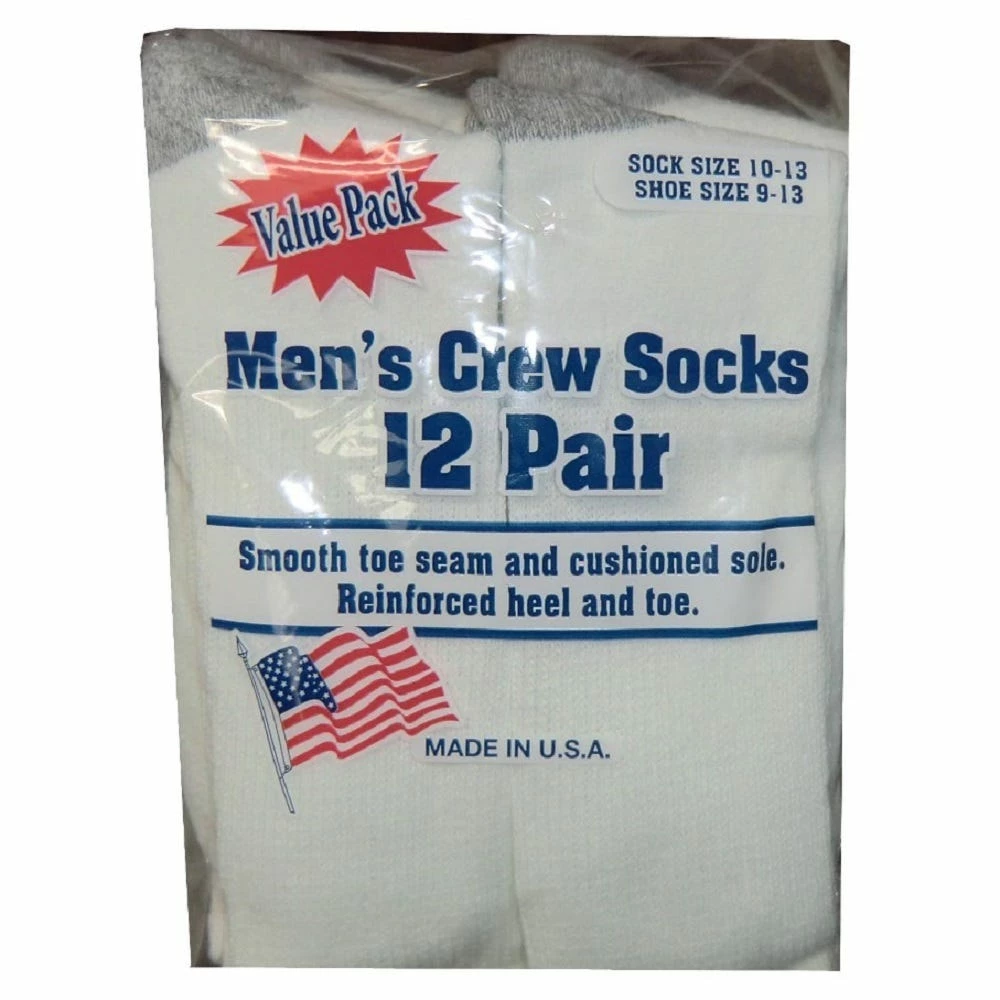 Value Pack
SOCK SIZE 10-13
SHOE SIZE 9-13
Men's Crew Socks
12 Pair
Smooth toe seam and cushioned sole.
Reinforced heel and toe.
MADE IN U.S.A.